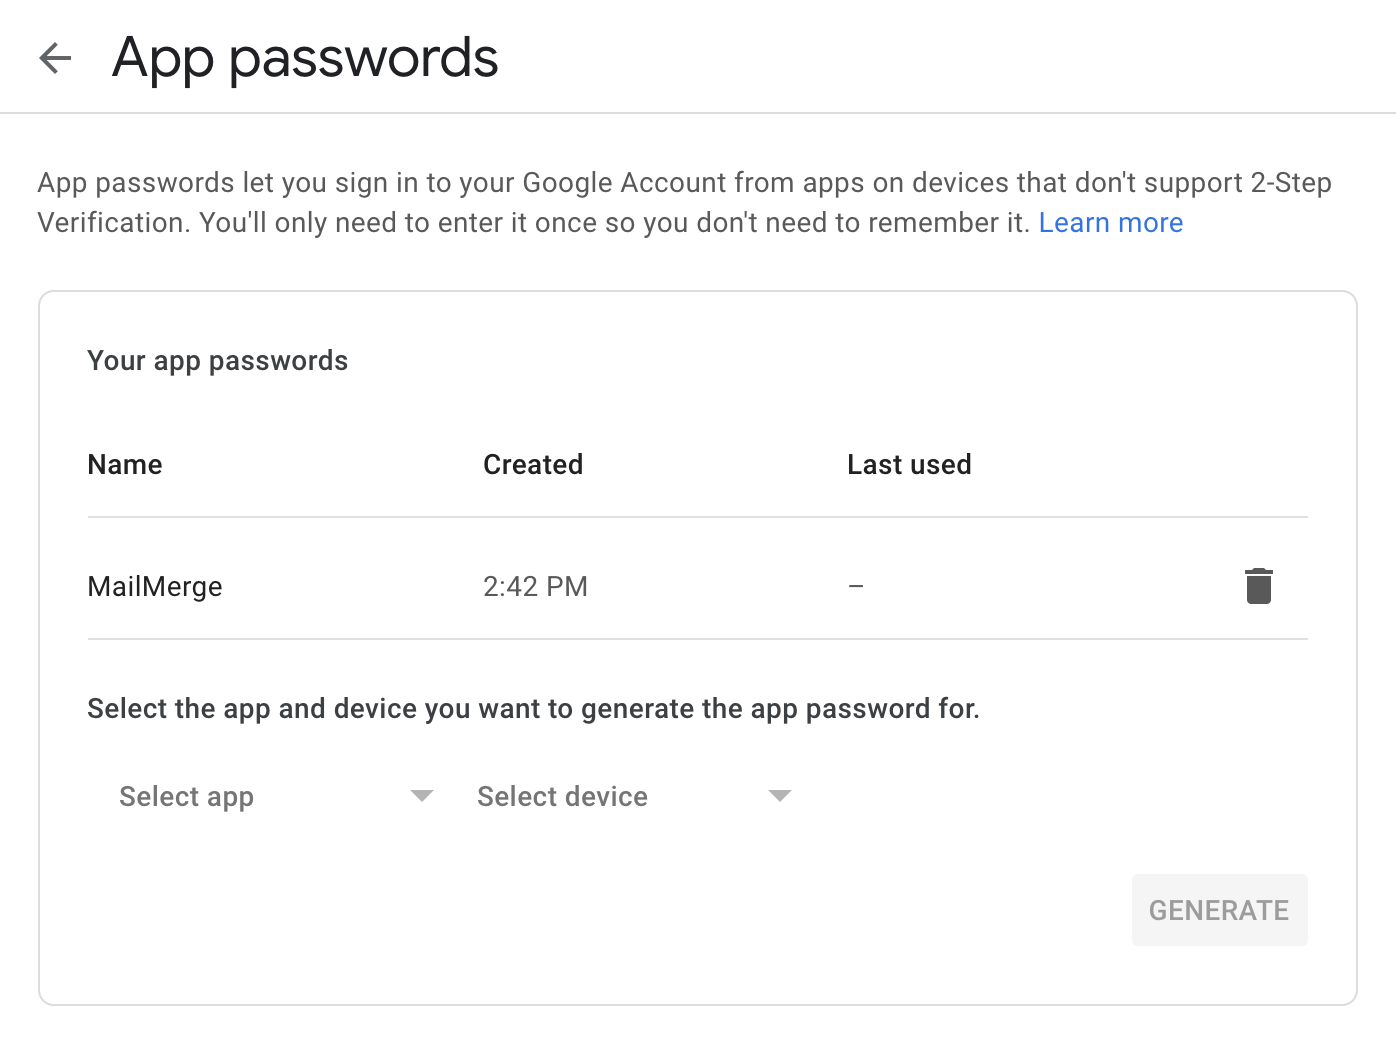 App passwords
App passwords let you sign in to your Google Account from apps on devices that don't support 2-Step
Verification. You'll only need to enter it once so you don't need to remember it. Learn more
Your app passwords
Name Created Last used
MailMerge 2:42 PM –
Select the app and device you want to generate the app password for.
Select app Select device
GENERATE